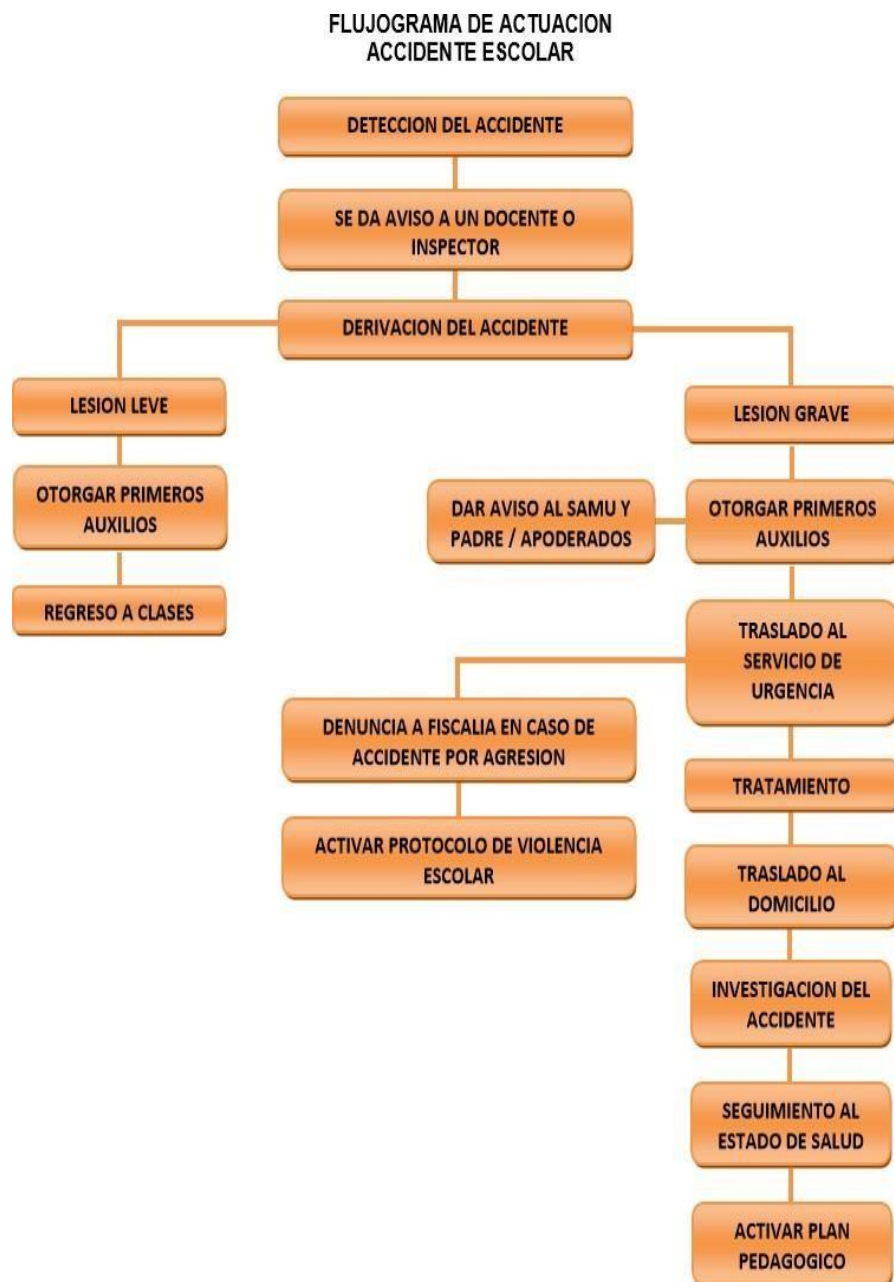 FLUJOGRAMA DE ACTUACION
ACCIDENTE ESCOLAR
DETECCION DEL ACCIDENTE
SE DA AVISO A UN DOCENTE O
INSPECTOR
DERIVACION DEL ACCIDENTE
LESION LEVE
OTORGAR PRIMEROS
AUXILIOS
REGRESO A CLASES
LESION GRAVE
DAR AVISO AL SAMU Y
PADRE / APODERADOS
OTORGAR PRIMEROS
AUXILIOS
TRASLADO AL
SERVICIO DE
URGENCIA
DENUNCIA A FISCALIA EN CASO DE
ACCIDENTE POR AGRESION
ACTIVAR PROTOCOLO DE VIOLENCIA
ESCOLAR
TRATAMIENTO
TRASLADO AL
DOMICILIO
INVESTIGACION DEL
ACCIDENTE
SEGUIMIENTO AL
ESTADO DE SALUD
ACTIVAR PLAN
PEDAGOGICO